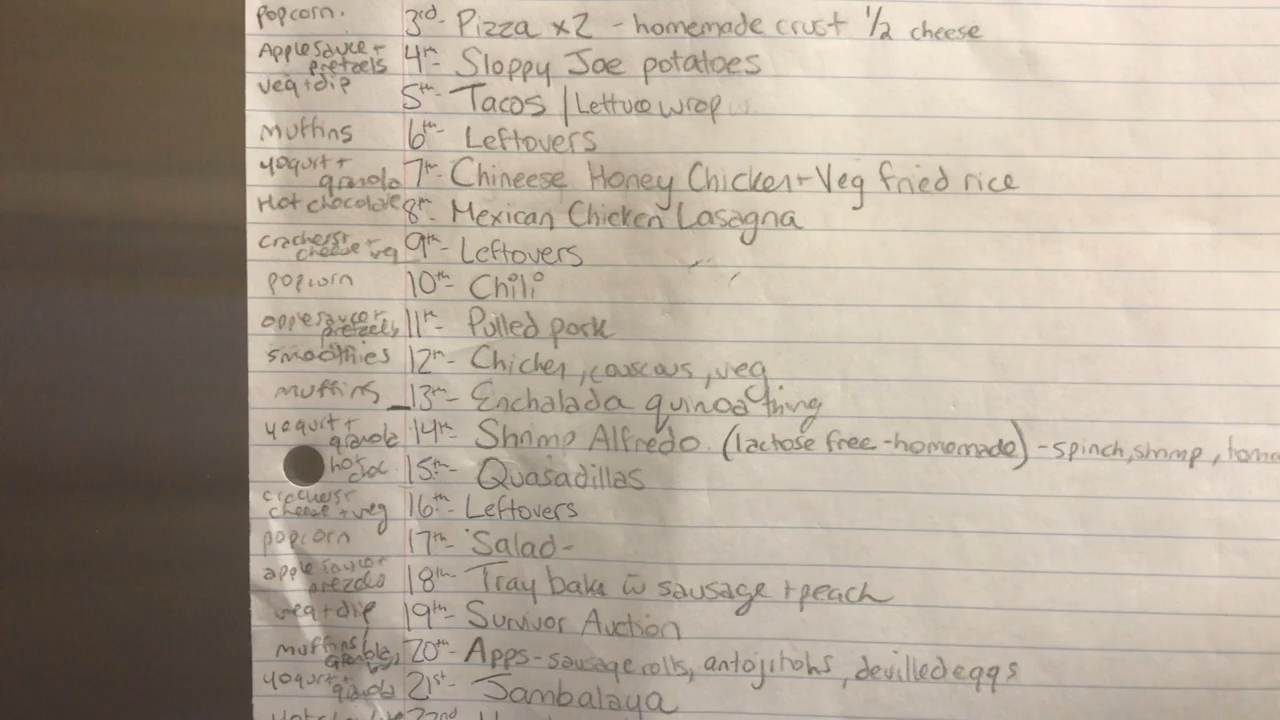 popcorn. 3rd- Pizza x2 - homemade crust 1/2 cheese
Applesauce + pretzels 4th- Sloppy Joe potatoes
veg + dip 5th- Tacos / Lettuce wrap
muffins 6th- Leftovers
yogurt + granola 7th- Chineese Honey Chicken + Veg fried rice
Hot chocolate 8th- Mexican Chicken Lasagna
crackers + cheese + veg 9th- Leftovers
popcorn 10th- Chili
applesauce + pretzels 11th- Pulled pork
smoothies 12th- Chicken, couscous, veg
muffins 13th- Enchalada quinoa thing
yogurt + granola 14th- Shrimp Alfredo. (lactose free - homemade) - spinch, shrimp, toma
hot choc. 15th- Quasadillas
crackers + cheese + veg 16th- Leftovers
popcorn 17th- Salad-
applesauce + 18th- Tray bake w̄ sausage + peach
veg + dip 19th- Survivor Auction
muffins 20th- Apps - sausage rolls, antojitohs, devilled eggs
yogurt + granola 21st- Jambalaya
22nd